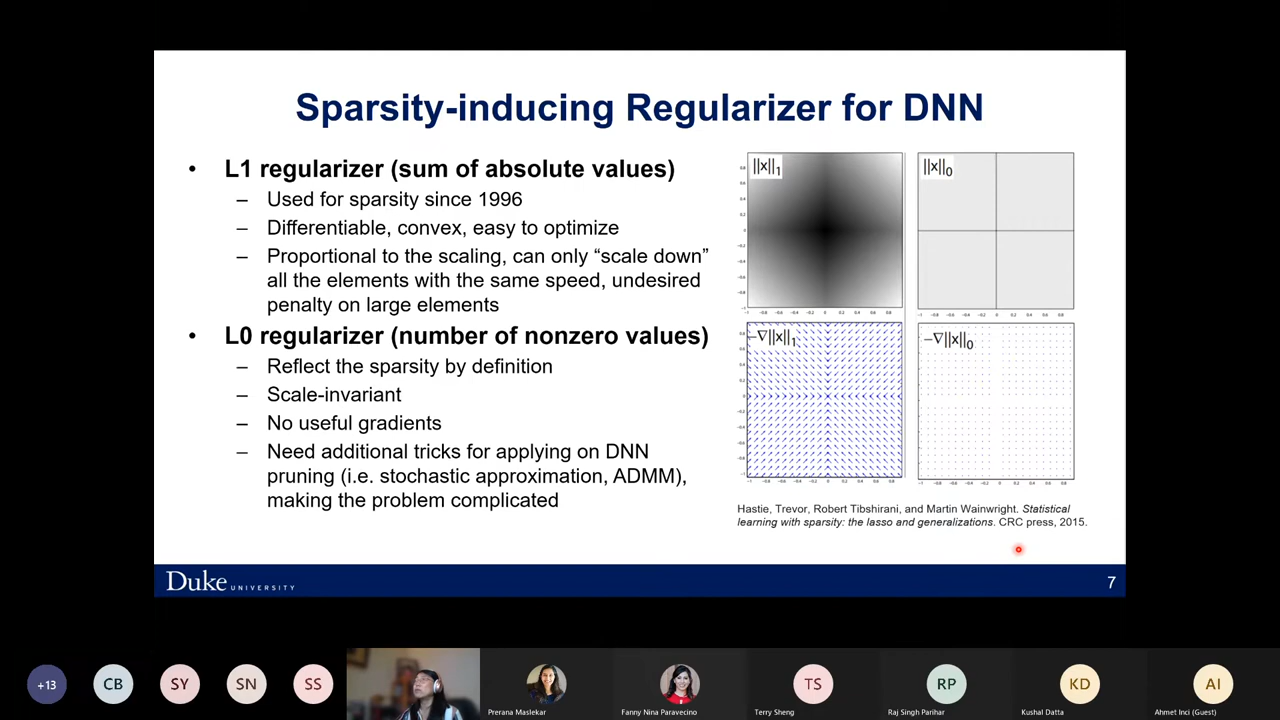 Sparsity-inducing Regularizer for DNN
• L1 regularizer (sum of absolute values)
– Used for sparsity since 1996
– Differentiable, convex, easy to optimize
– Proportional to the scaling, can only “scale down”
all the elements with the same speed, undesired
penalty on large elements
• L0 regularizer (number of nonzero values)
– Reflect the sparsity by definition
– Scale-invariant
– No useful gradients
– Need additional tricks for applying on DNN
pruning (i.e. stochastic approximation, ADMM),
making the problem complicated
||x||₁
||x||₀
−∇||x||₁
−∇||x||₀
Hastie, Trevor, Robert Tibshirani, and Martin Wainwright. Statistical
learning with sparsity: the lasso and generalizations. CRC press, 2015.
Duke UNIVERSITY
7
+13
CB
SY
SN
SS
TS
RP
KD
AI
Prerana Maslekar
Fanny Nina Paravecino
Terry Sheng
Raj Singh Parihar
Kushal Datta
Ahmet Inci (Guest)